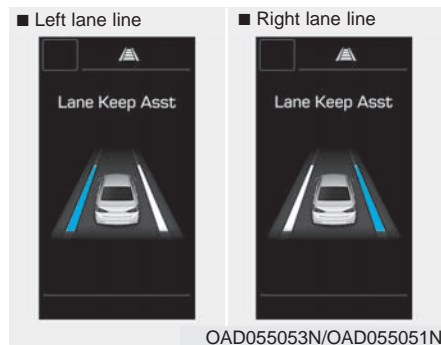 ■ Left lane line
■ Right lane line
Lane Keep Asst
Lane Keep Asst
OAD055053N/OAD055051N